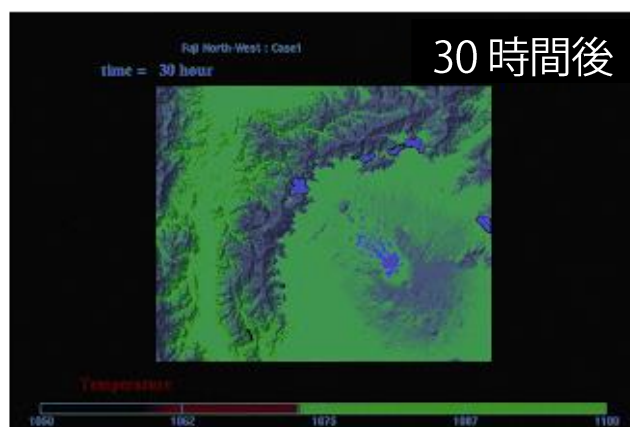 Fuji North-West : Case1
30 時間後
time = 30 hour
Temperature
1050 1062 1075 1087 1100